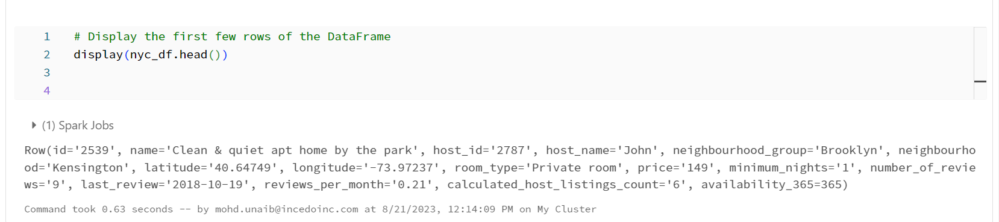 1 # Display the first few rows of the DataFrame
2 display(nyc_df.head())
3
4
(1) Spark Jobs
Row(id='2539', name='Clean & quiet apt home by the park', host_id='2787', host_name='John', neighbourhood_group='Brooklyn', neighbourho
od='Kensington', latitude='40.64749', longitude='-73.97237', room_type='Private room', price='149', minimum_nights='1', number_of_revie
ws='9', last_review='2018-10-19', reviews_per_month='0.21', calculated_host_listings_count='6', availability_365=365)
Command took 0.63 seconds -- by mohd.unaib@incedoinc.com at 8/21/2023, 12:14:09 PM on My Cluster